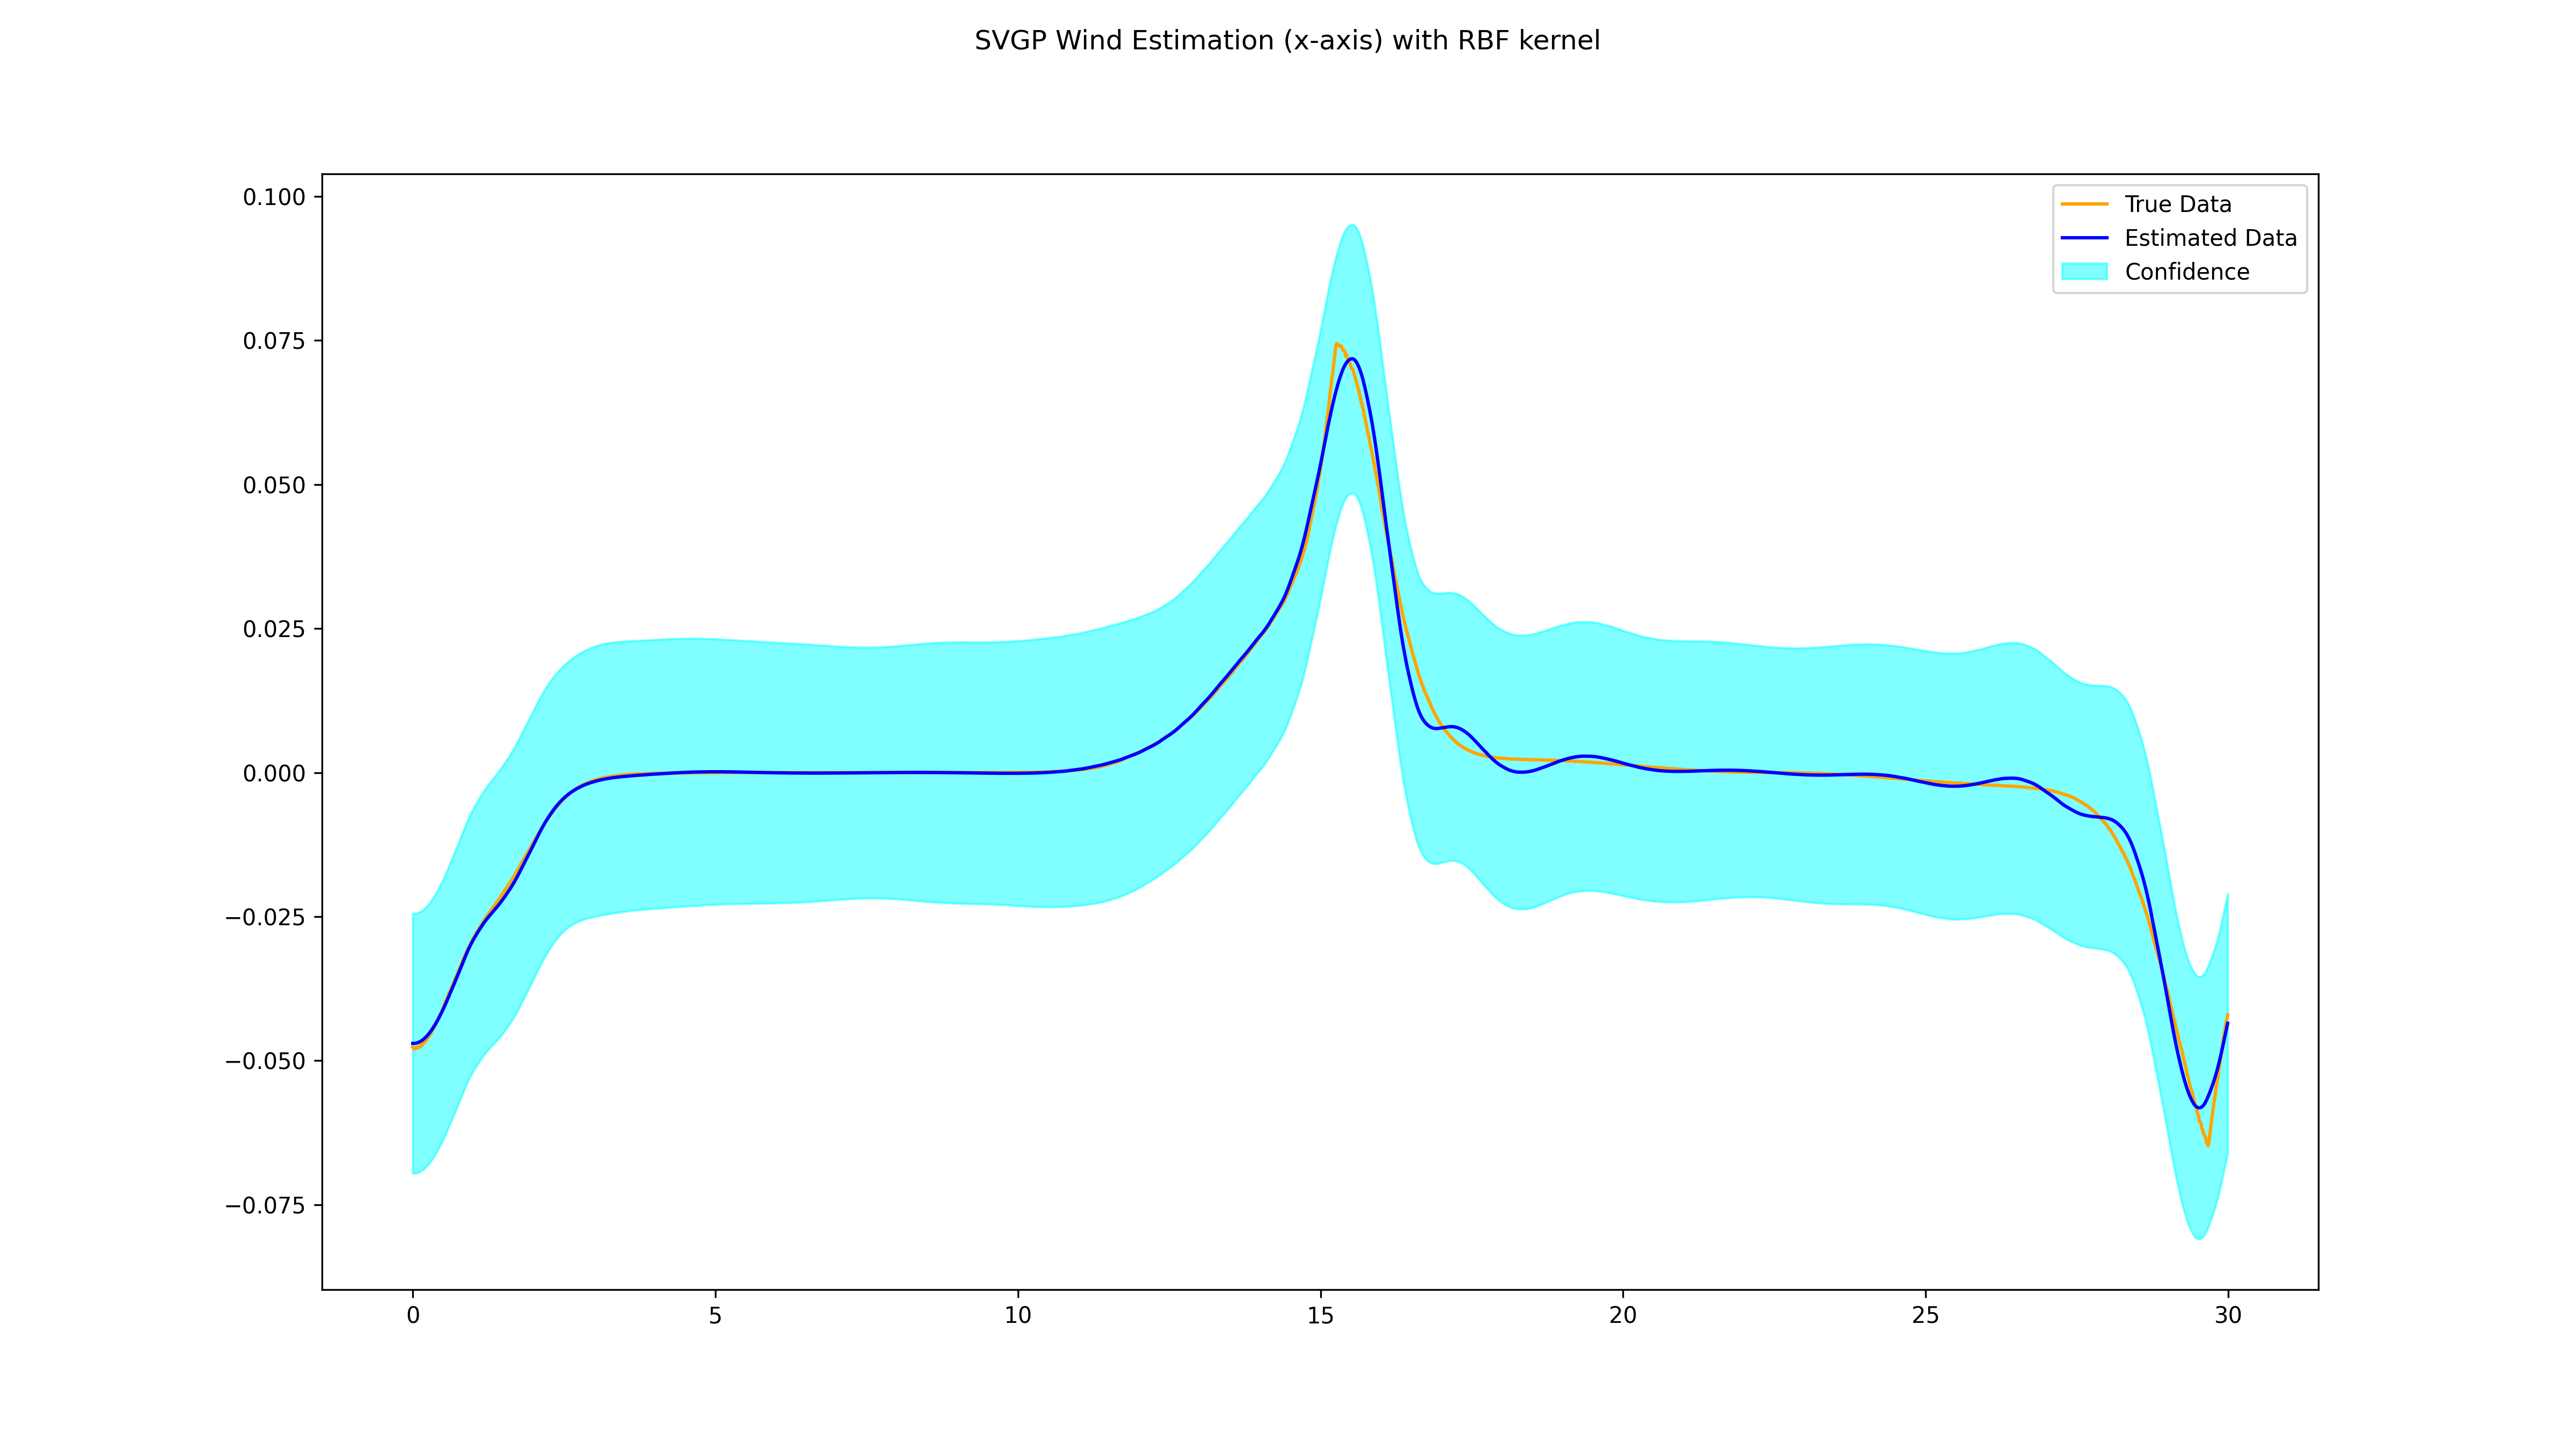 SVGP Wind Estimation (x-axis) with RBF kernel
True Data
Estimated Data
Confidence
0.100
0.075
0.050
0.025
0.000
−0.025
−0.050
−0.075
0 5 10 15 20 25 30